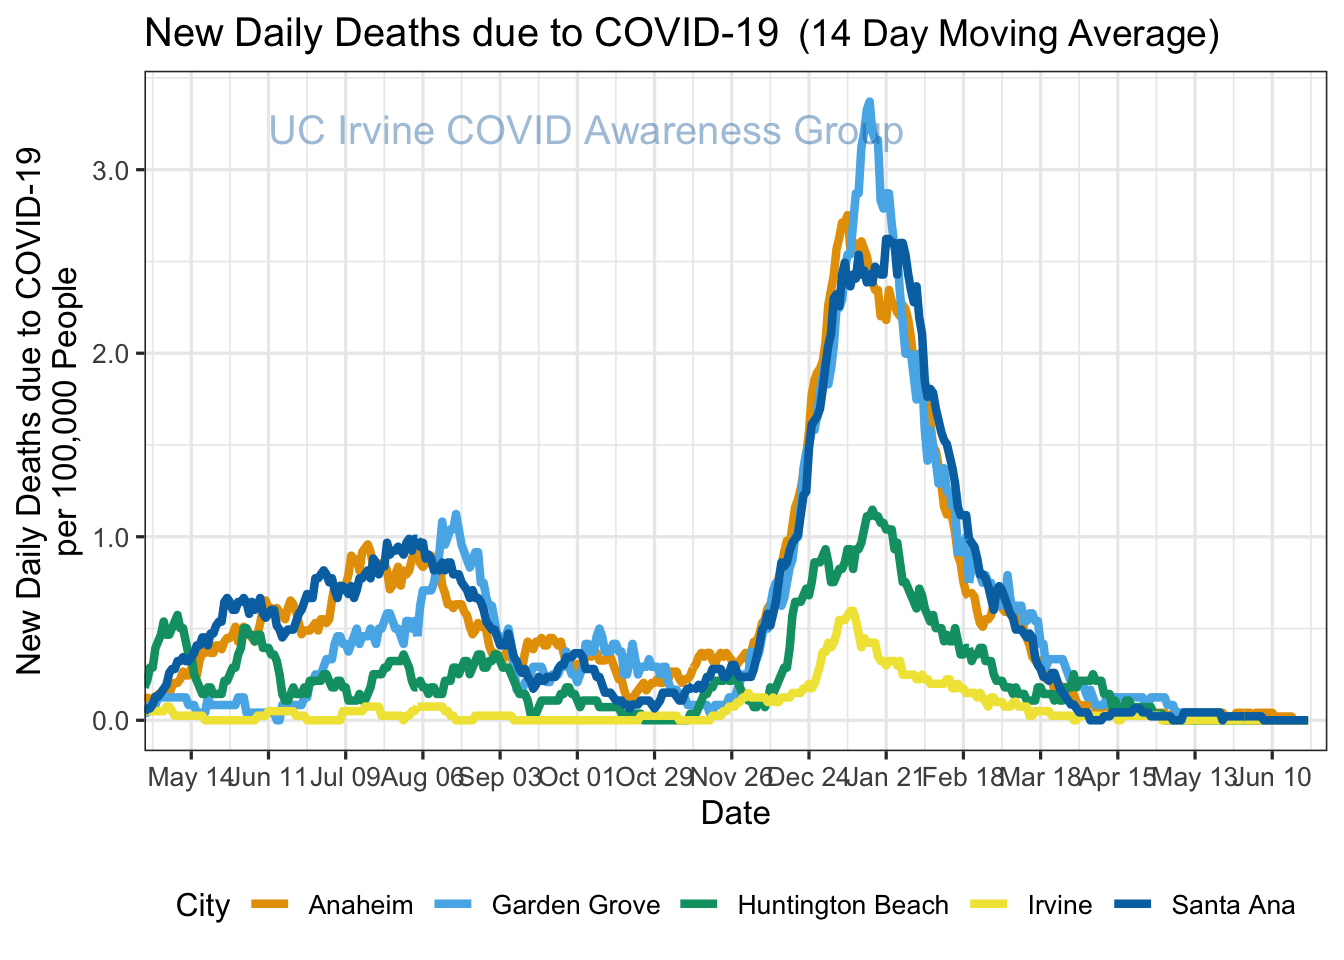 New Daily Deaths due to COVID-19 (14 Day Moving Average)
UC Irvine COVID Awareness Group
New Daily Deaths due to COVID-19
per 100,000 People
3.0
2.0
1.0
0.0
May 14 Jun 11 Jul 09 Aug 06 Sep 03 Oct 01 Oct 29 Nov 26 Dec 24 Jan 21 Feb 18 Mar 18 Apr 15 May 13 Jun 10
Date
City Anaheim Garden Grove Huntington Beach Irvine Santa Ana